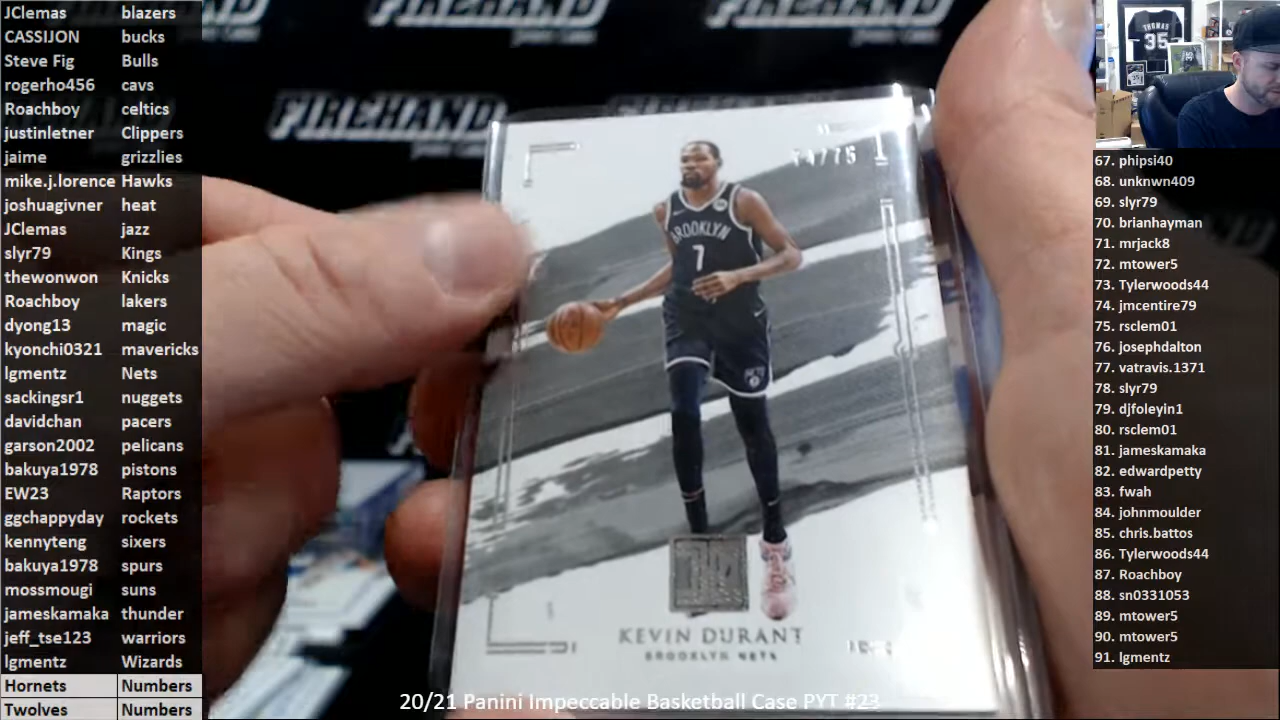 JClemas blazers
CASSIJON bucks
Steve Fig Bulls
rogerho456 cavs
Roachboy celtics
justinletner Clippers
jaime grizzlies
mike.j.lorence Hawks
joshuagivner heat
JClemas jazz
slyr79 Kings
thewonwon Knicks
Roachboy lakers
dyong13 magic
kyonchi0321 mavericks
lgmentz Nets
sackingsr1 nuggets
davidchan pacers
garson2002 pelicans
bakuya1978 pistons
EW23 Raptors
ggchappyday rockets
kennyteng sixers
bakuya1978 spurs
mossmougi suns
jameskamaka thunder
jeff_tse123 warriors
lgmentz Wizards
Hornets Numbers
Twolves Numbers
FIREHAND
BROOKLYN
7
KEVIN DURANT
BROOKLYN NETS
20/21 Panini Impeccable Basketball Case PYT #23
THOMAS
35
67. phipsi40
68. unknwn409
69. slyr79
70. brianhayman
71. mrjack8
72. mtower5
73. Tylerwoods44
74. jmcentire79
75. rsclem01
76. josephdalton
77. vatravis.1371
78. slyr79
79. djfoleyin1
80. rsclem01
81. jameskamaka
82. edwardpetty
83. fwah
84. johnmoulder
85. chris.battos
86. Tylerwoods44
87. Roachboy
88. sn0331053
89. mtower5
90. mtower5
91. lgmentz